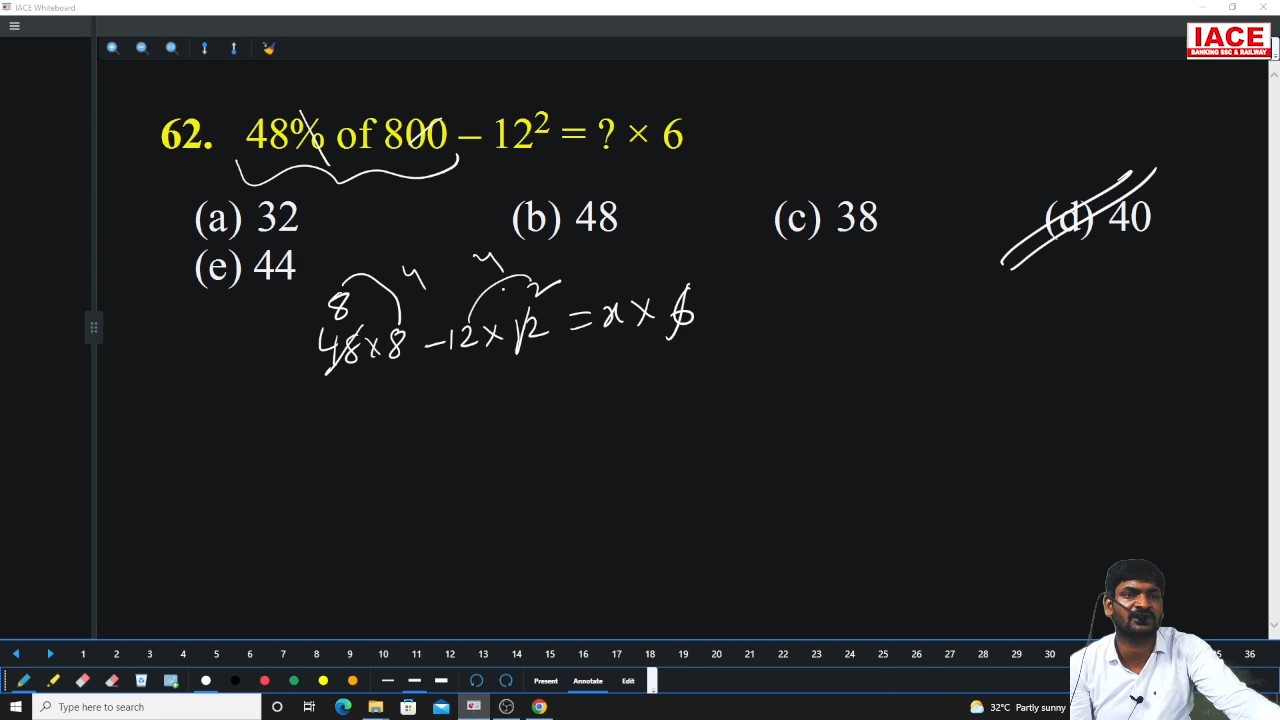 IACE Whiteboard
IACE
BANKING SSC & RAILWAY
62. 48% of 800 – 12² = ? × 6
(a) 32 (b) 48 (c) 38 (d) 40
(e) 44
8 4 4 2
48 × 8 – 12 × 12 = x × 6
1 2 3 4 5 6 7 8 9 10 11 12 13 14 15 16 17 18 19 20 21 22 23 24 25 26 27 28 29 30 31 35 36
Present Annotate Edit
Type here to search
32°C Partly sunny